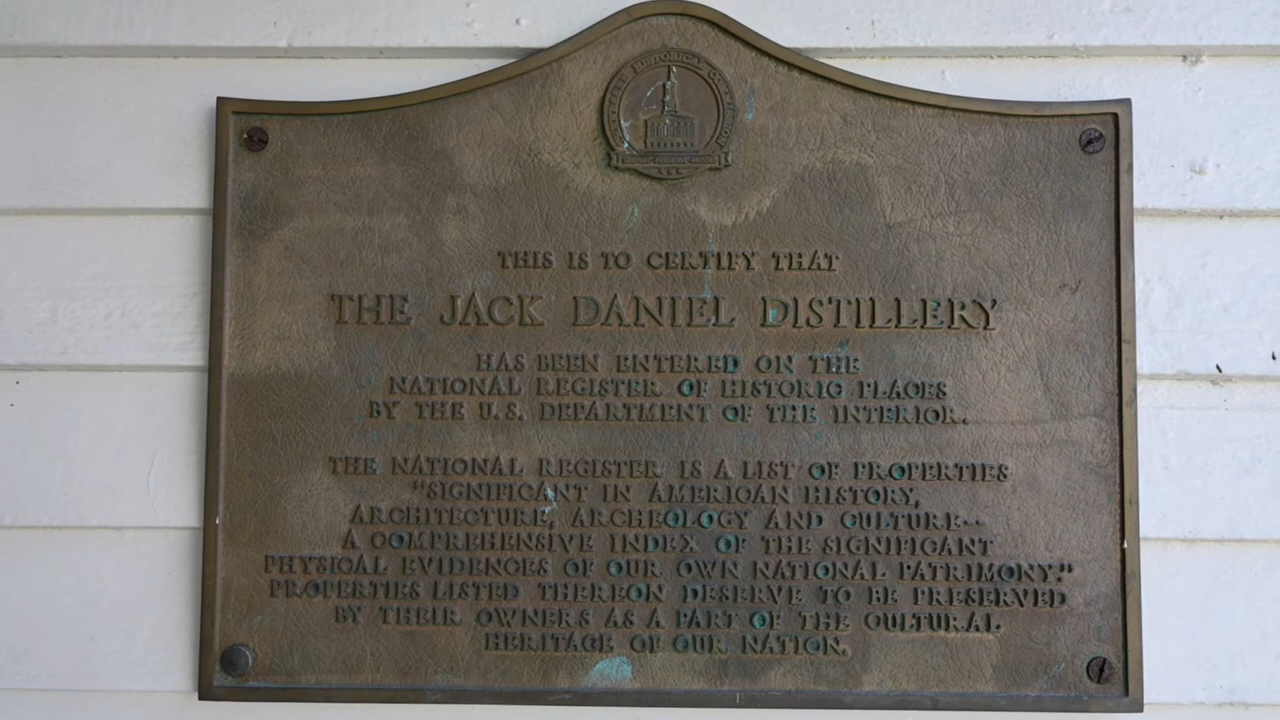 HISTORICAL COMMISSION
THIS IS TO CERTIFY THAT
THE JACK DANIEL DISTILLERY
HAS BEEN ENTERED ON THE
NATIONAL REGISTER OF HISTORIC PLACES
BY THE U.S. DEPARTMENT OF THE INTERIOR.
THE NATIONAL REGISTER IS A LIST OF PROPERTIES
"SIGNIFICANT IN AMERICAN HISTORY,
ARCHITECTURE, ARCHEOLOGY AND CULTURE--
A COMPREHENSIVE INDEX OF THE SIGNIFICANT
PHYSICAL EVIDENCES OF OUR OWN NATIONAL PATRIMONY."
PROPERTIES LISTED THEREON DESERVE TO BE PRESERVED
BY THEIR OWNERS AS A PART OF THE CULTURAL
HERITAGE OF OUR NATION.